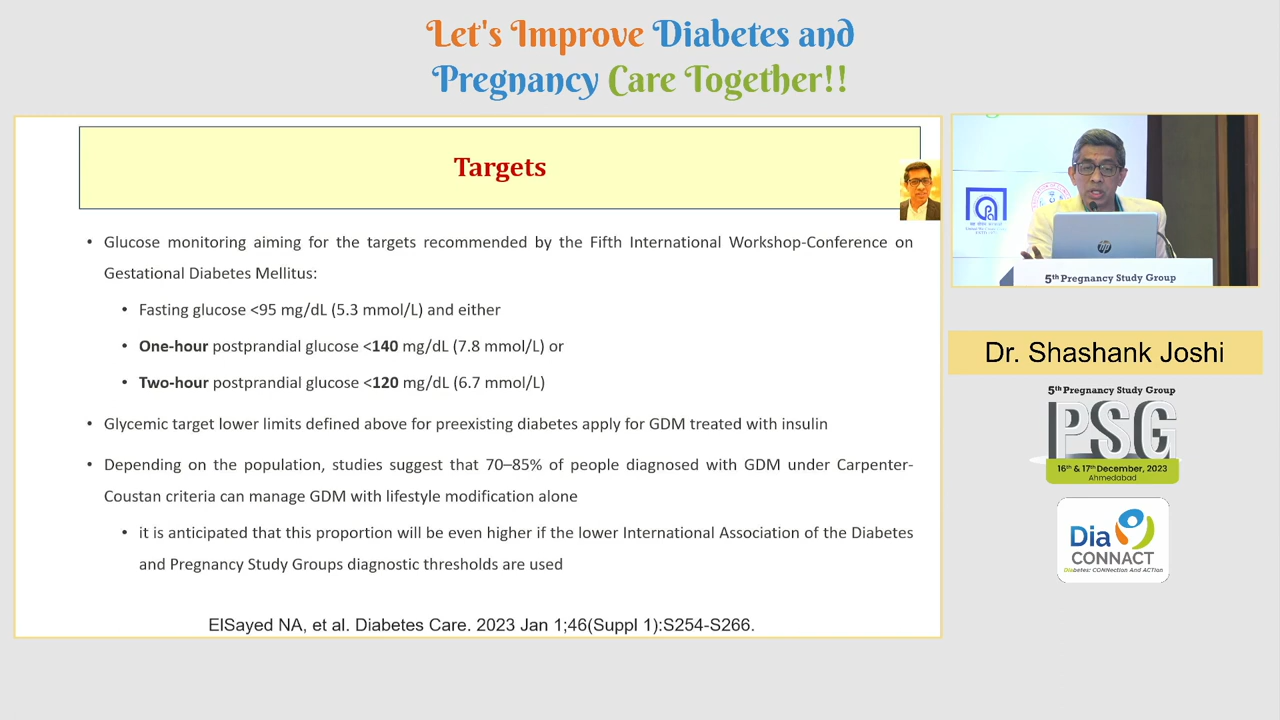 Let's Improve Diabetes and
Pregnancy Care Together!!
Targets
• Glucose monitoring aiming for the targets recommended by the Fifth International Workshop-Conference on
Gestational Diabetes Mellitus:
• Fasting glucose <95 mg/dL (5.3 mmol/L) and either
• One-hour postprandial glucose <140 mg/dL (7.8 mmol/L) or
• Two-hour postprandial glucose <120 mg/dL (6.7 mmol/L)
• Glycemic target lower limits defined above for preexisting diabetes apply for GDM treated with insulin
• Depending on the population, studies suggest that 70–85% of people diagnosed with GDM under Carpenter-
Coustan criteria can manage GDM with lifestyle modification alone
• it is anticipated that this proportion will be even higher if the lower International Association of the Diabetes
and Pregnancy Study Groups diagnostic thresholds are used
ElSayed NA, et al. Diabetes Care. 2023 Jan 1;46(Suppl 1):S254-S266.
hp
5th Pregnancy Study Group
Dr. Shashank Joshi
5th Pregnancy Study Group
PSG
16th & 17th December, 2023
Ahmedabad
Dia
CONNACT
Diabetes: CONNection And ACTion